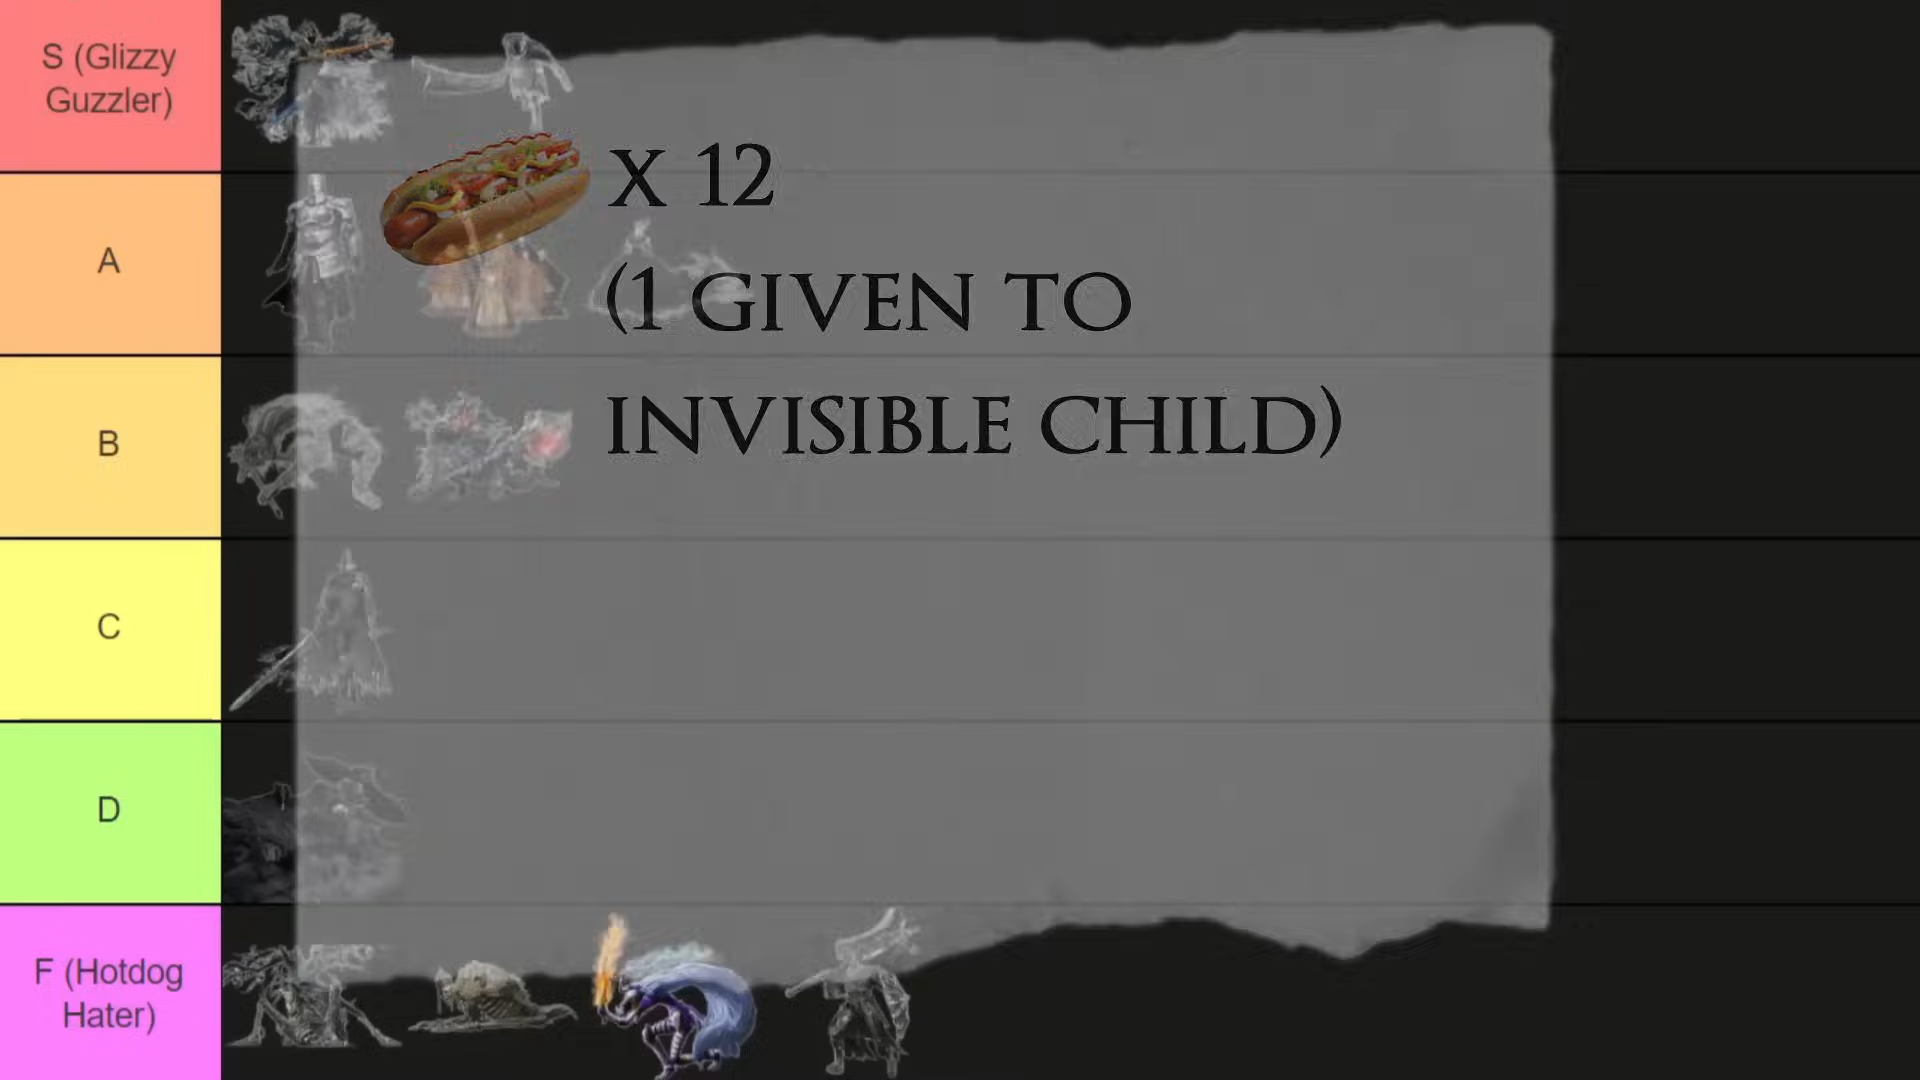 S (Glizzy
Guzzler)
X 12
A
(1 GIVEN TO
INVISIBLE CHILD)
B
C
D
F (Hotdog
Hater)